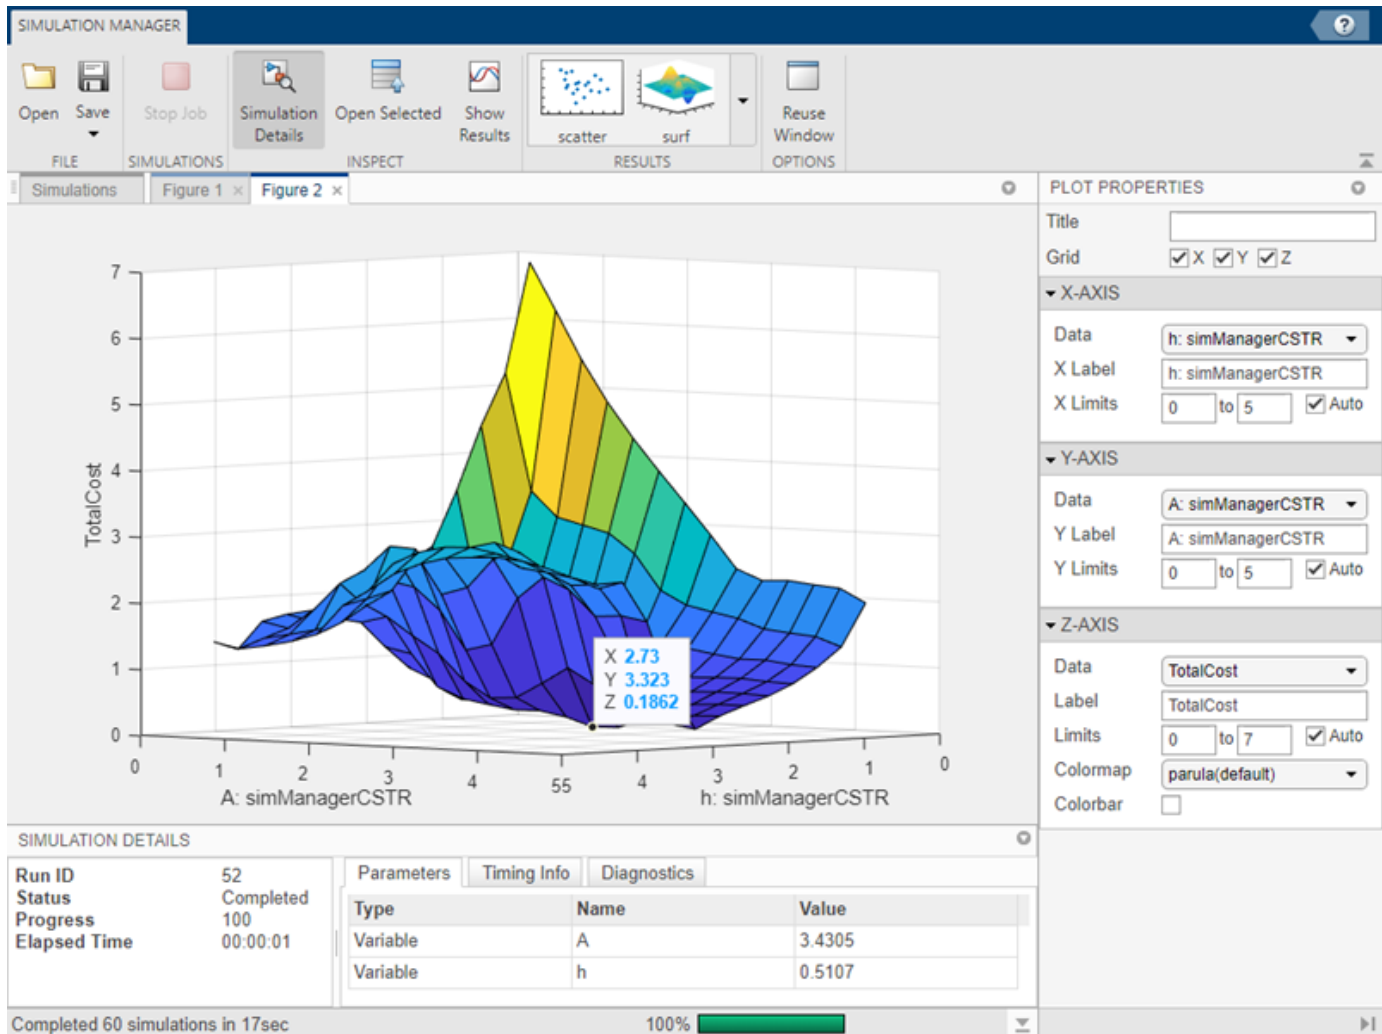 SIMULATION MANAGER
?
Open
Save
Stop Job
Simulation
Details
Open Selected
Show
Results
scatter
surf
Reuse
Window
FILE
SIMULATIONS
INSPECT
RESULTS
OPTIONS
Simulations
Figure 1 ×
Figure 2 ×
7
6
5
4
3
2
1
0
TotalCost
X 2.73
Y 3.323
Z 0.1862
0 1 2 3 4 55 4 3 2 1 0
A: simManagerCSTR
h: simManagerCSTR
PLOT PROPERTIES
Title
Grid X Y Z
X-AXIS
Data h: simManagerCSTR
X Label h: simManagerCSTR
X Limits 0 to 5 Auto
Y-AXIS
Data A: simManagerCSTR
Y Label A: simManagerCSTR
Y Limits 0 to 5 Auto
Z-AXIS
Data TotalCost
Label TotalCost
Limits 0 to 7 Auto
Colormap parula(default)
Colorbar
SIMULATION DETAILS
Run ID 52
Status Completed
Progress 100
Elapsed Time 00:00:01
Parameters Timing Info Diagnostics
Type Name Value
Variable A 3.4305
Variable h 0.5107
Completed 60 simulations in 17sec
100%